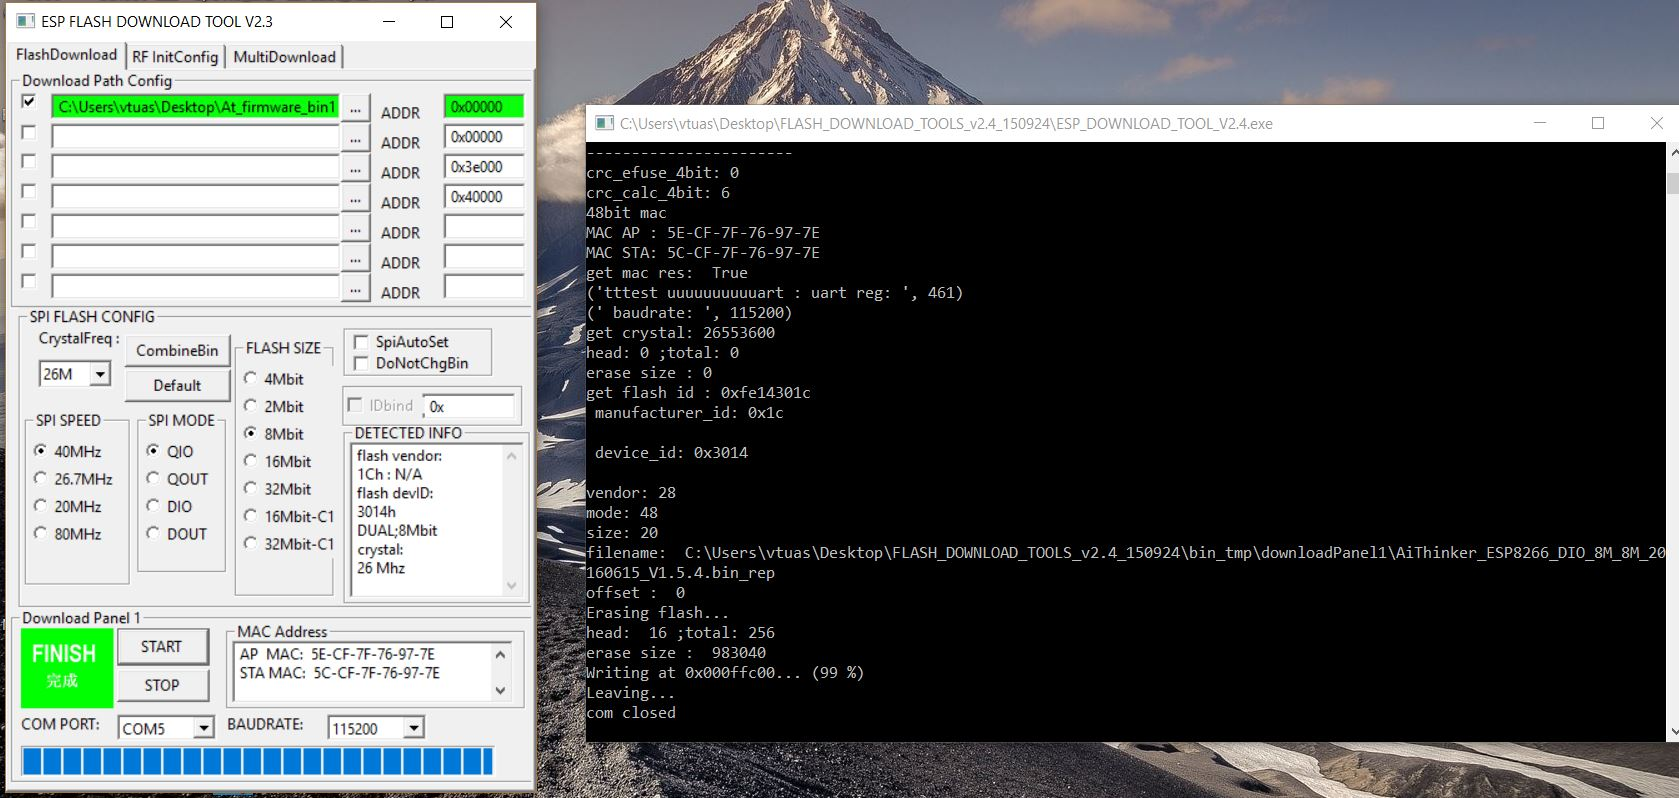 ESP FLASH DOWNLOAD TOOL V2.3
FlashDownload RF InitConfig MultiDownload
Download Path Config
C:\Users\vtuas\Desktop\At_firmware_bin1 ... ADDR 0x00000
... ADDR 0x00000
... ADDR 0x3e000
... ADDR 0x40000
... ADDR
... ADDR
... ADDR
SPI FLASH CONFIG
CrystalFreq :
26M
CombineBin
Default
SPI SPEED
40MHz
26.7MHz
20MHz
80MHz
SPI MODE
QIO
QOUT
DIO
DOUT
FLASH SIZE
4Mbit
2Mbit
8Mbit
16Mbit
32Mbit
16Mbit-C1
32Mbit-C1
SpiAutoSet
DoNotChgBin
IDbind 0x
DETECTED INFO
flash vendor:
1Ch : N/A
flash devID:
3014h
DUAL;8Mbit
crystal:
26 Mhz
Download Panel 1
FINISH
完成
START
STOP
MAC Address
AP MAC: 5E-CF-7F-76-97-7E
STA MAC: 5C-CF-7F-76-97-7E
COM PORT: COM5 BAUDRATE: 115200
C:\Users\vtuas\Desktop\FLASH_DOWNLOAD_TOOLS_v2.4_150924\ESP_DOWNLOAD_TOOL_V2.4.exe
-----------------------
crc_efuse_4bit: 0
crc_calc_4bit: 6
48bit mac
MAC AP : 5E-CF-7F-76-97-7E
MAC STA: 5C-CF-7F-76-97-7E
get mac res:  True
('tttest uuuuuuuuuuart : uart reg: ', 461)
(' baudrate: ', 115200)
get crystal: 26553600
head: 0 ;total: 0
erase size : 0
get flash id : 0xfe14301c
manufacturer_id: 0x1c
device_id: 0x3014
vendor: 28
mode: 48
size: 20
filename:  C:\Users\vtuas\Desktop\FLASH_DOWNLOAD_TOOLS_v2.4_150924\bin_tmp\downloadPanel1\AiThinker_ESP8266_DIO_8M_8M_20
160615_V1.5.4.bin_rep
offset :  0
Erasing flash...
head:  16 ;total: 256
erase size :  983040
Writing at 0x000ffc00... (99 %)
Leaving...
com closed